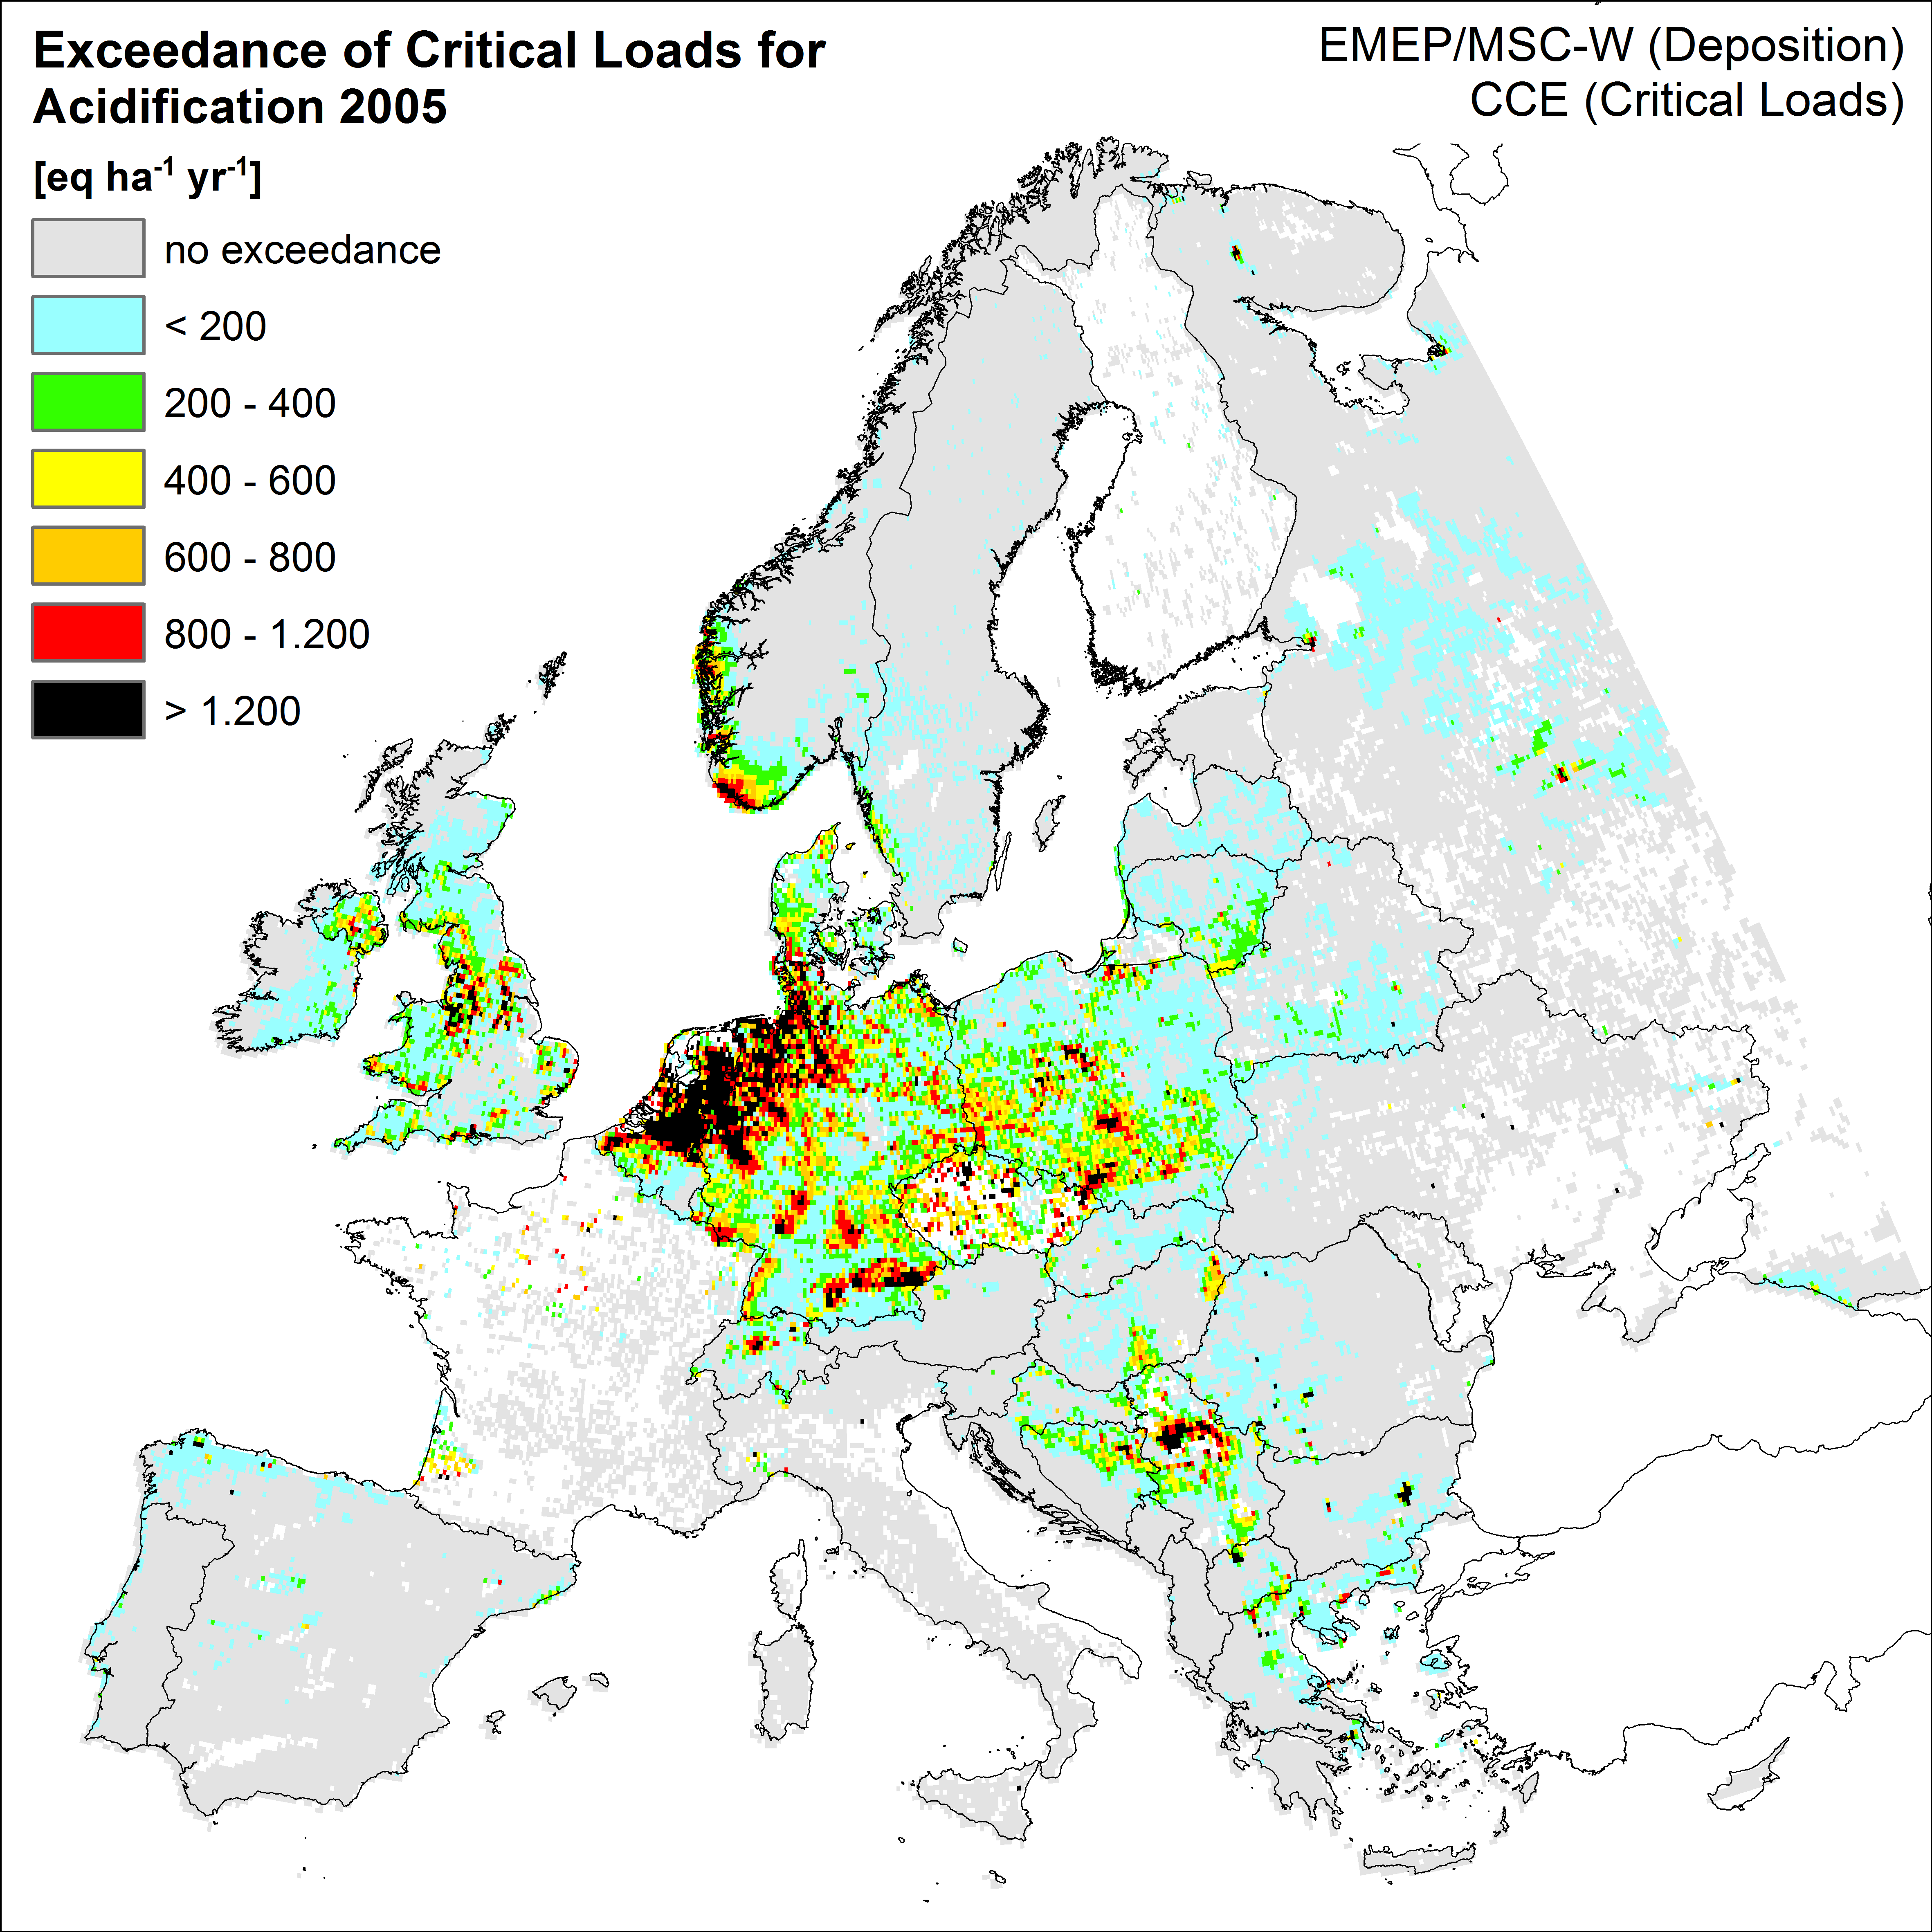 Exceedance of Critical Loads for
Acidification 2005
EMEP/MSC-W (Deposition)
CCE (Critical Loads)
[eq ha⁻¹ yr⁻¹]
no exceedance
< 200
200 - 400
400 - 600
600 - 800
800 - 1.200
> 1.200